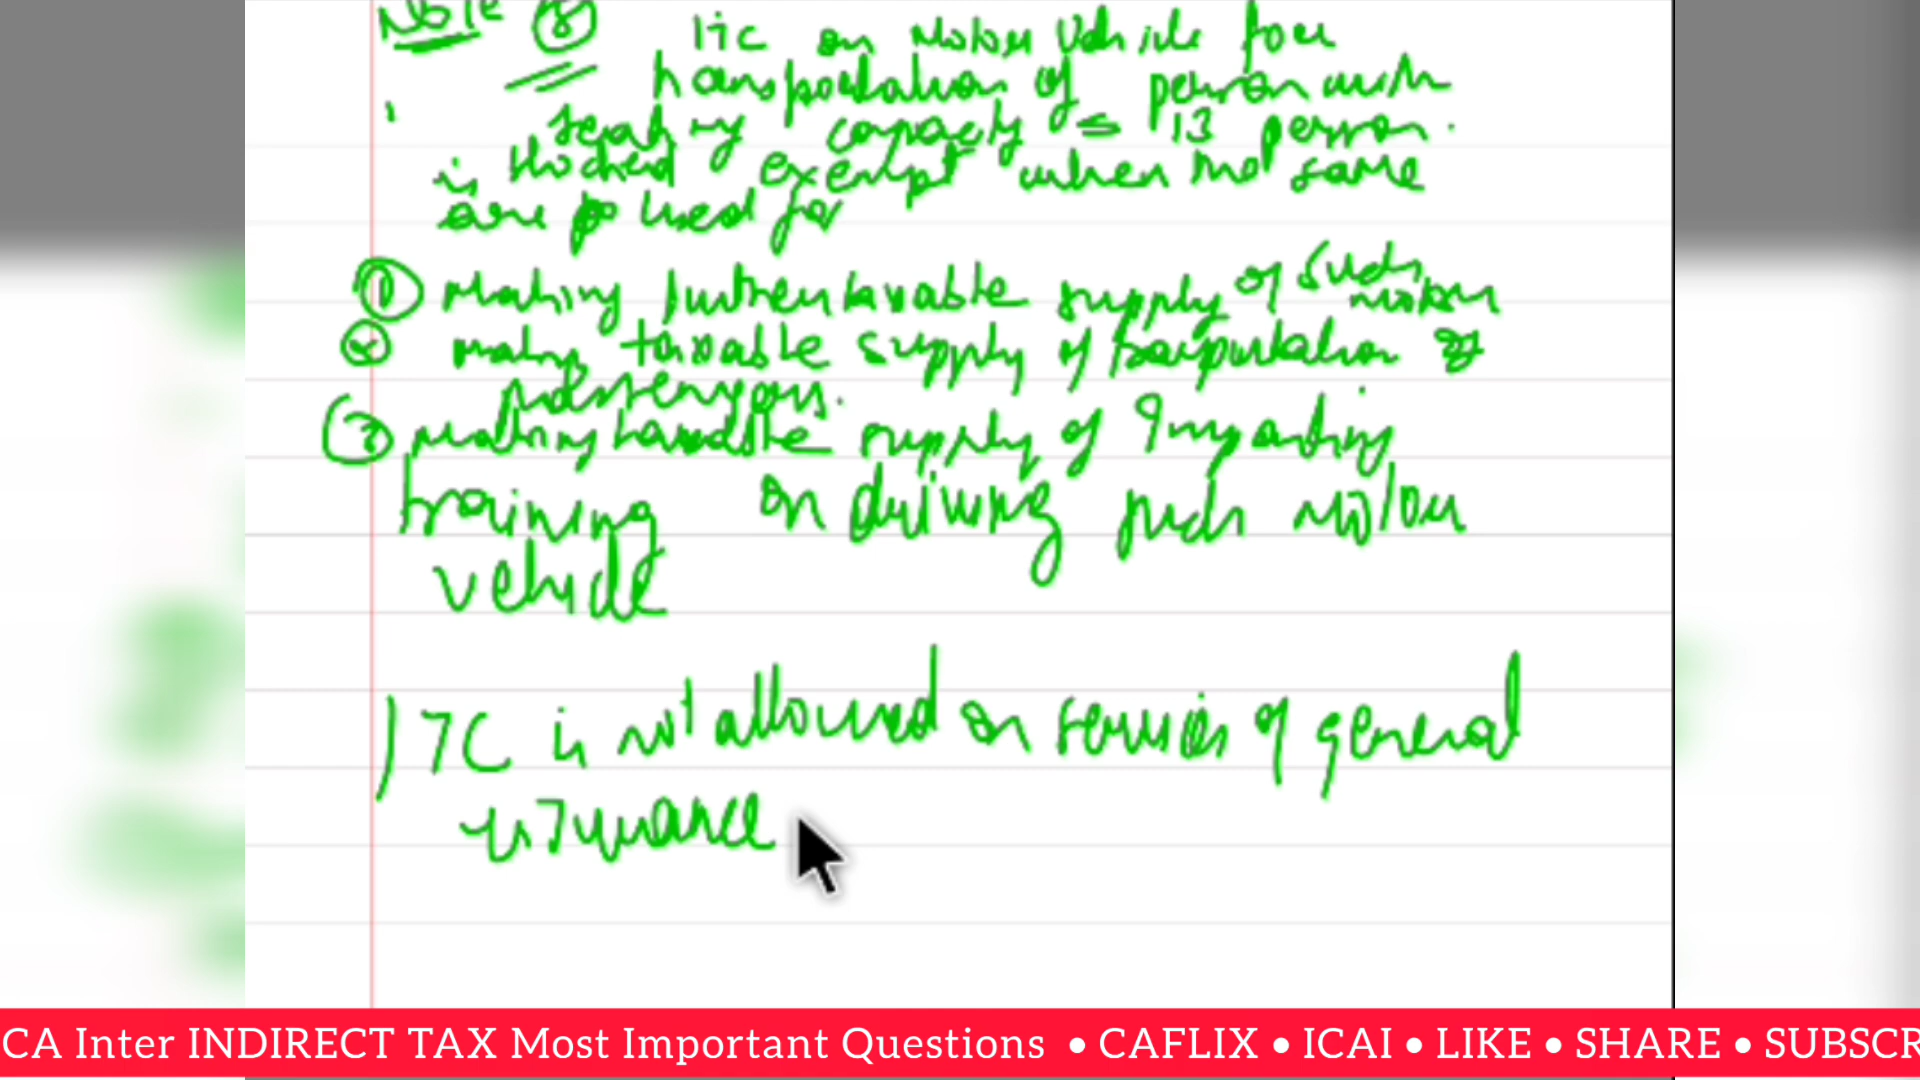 Note 8 ITC on Motor Vehicle for
transportation of person with
seating capacity ≤ 13 person.
is blocked exempt when the same
are used for
① Making further taxable supply of such motor
② making taxable supply of transportation of
passengers.
③ Making taxable supply of Imparting
training on driving such motor
vehicle
ITC is not allowed on services of general
insurance
CA Inter INDIRECT TAX Most Important Questions • CAFLIX • ICAI • LIKE • SHARE • SUBSCR